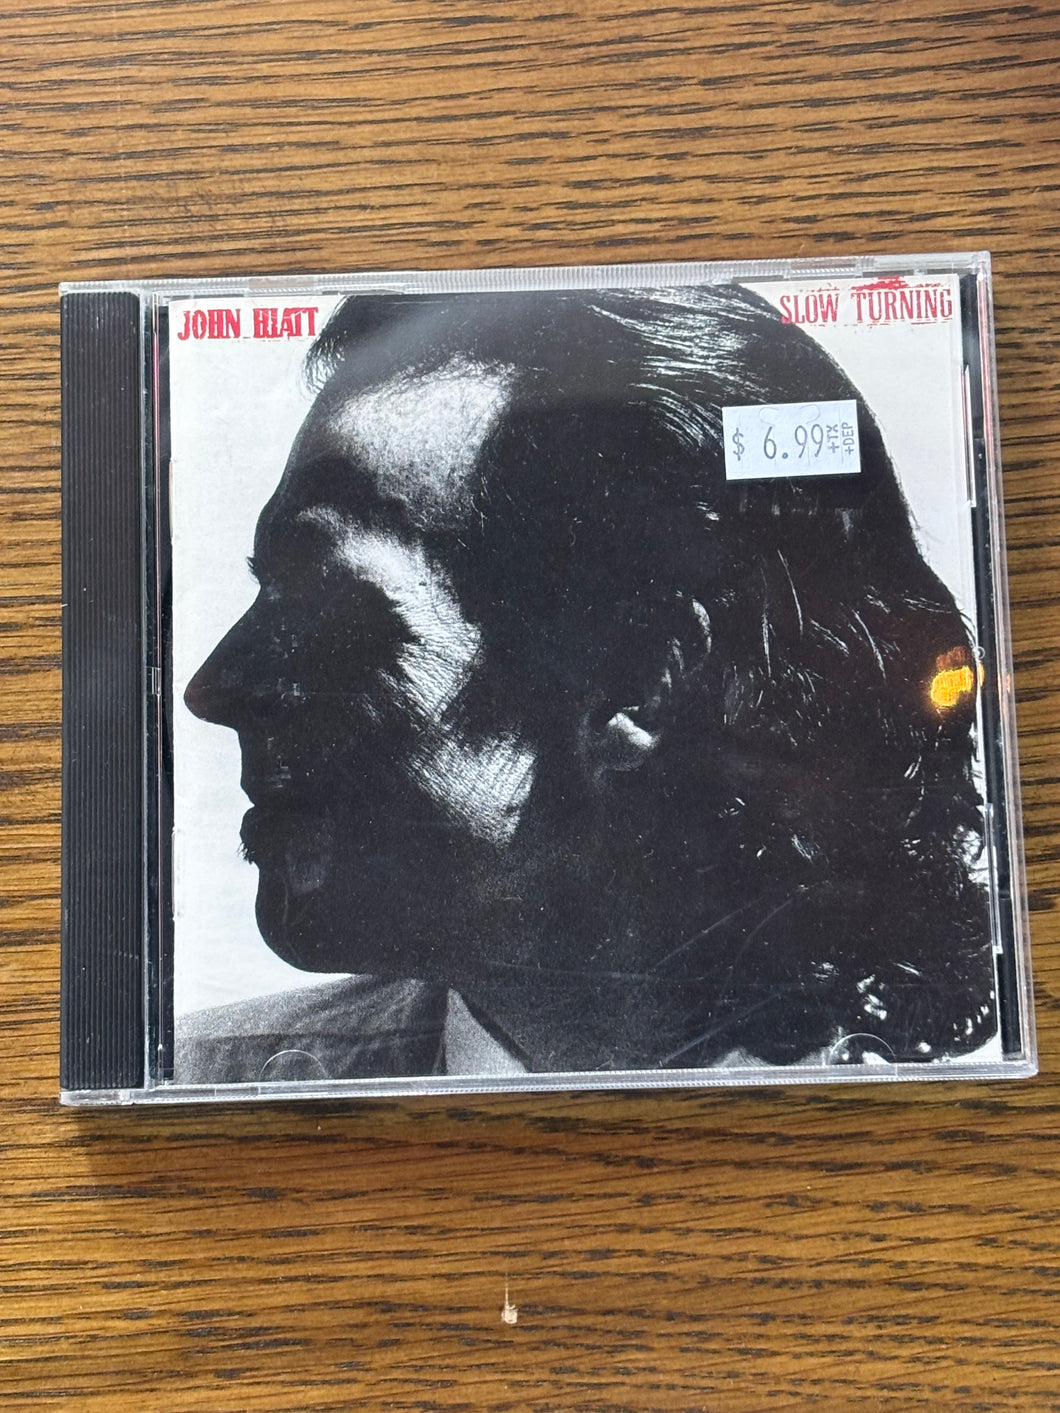 JOHN HIATT
SLOW TURNING
$ 6.99 +TX
+DEP